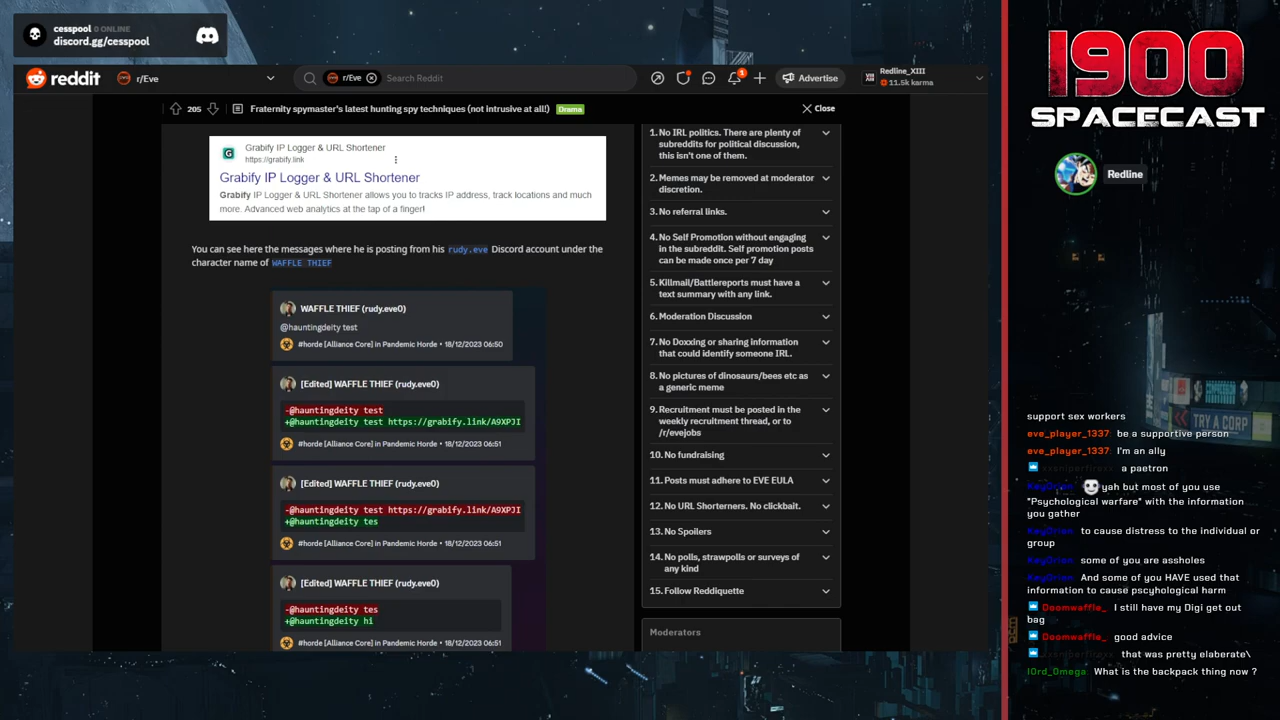 cesspool 0 ONLINE
discord.gg/cesspool
reddit
r/Eve
r/Eve
Search Reddit
Advertise
Redline_XIII
11.5k karma
205
Fraternity spymaster's latest hunting spy techniques (not intrusive at all!)
Drama
Close
G
Grabify IP Logger & URL Shortener
https://grabify.link
Grabify IP Logger & URL Shortener
Grabify IP Logger & URL Shortener allows you to tracks IP address, track locations and much
more. Advanced web analytics at the tap of a finger!
You can see here the messages where he is posting from his rudy.eve Discord account under the
character name of WAFFLE THIEF
WAFFLE THIEF (rudy.eve0)
@hauntingdeity test
#horde [Alliance Core] in Pandemic Horde • 18/12/2023 06:50
[Edited] WAFFLE THIEF (rudy.eve0)
-@hauntingdeity test
+@hauntingdeity test https://grabify.link/A9XPJI
#horde [Alliance Core] in Pandemic Horde • 18/12/2023 06:51
[Edited] WAFFLE THIEF (rudy.eve0)
-@hauntingdeity test https://grabify.link/A9XPJI
+@hauntingdeity tes
#horde [Alliance Core] in Pandemic Horde • 18/12/2023 06:51
[Edited] WAFFLE THIEF (rudy.eve0)
-@hauntingdeity tes
+@hauntingdeity hi
#horde [Alliance Core] in Pandemic Horde • 18/12/2023 06:51
1. No IRL politics. There are plenty of
subreddits for political discussion,
this isn't one of them.
2. Memes may be removed at moderator
discretion.
3. No referral links.
4. No Self Promotion without engaging
in the subreddit. Self promotion posts
can be made once per 7 day
5. Killmail/Battlereports must have a
text summary with any link.
6. Moderation Discussion
7. No Doxxing or sharing information
that could identify someone IRL.
8. No pictures of dinosaurs/bees etc as
a generic meme
9. Recruitment must be posted in the
weekly recruitment thread, or to
/r/evejobs
10. No fundraising
11. Posts must adhere to EVE EULA
12. No URL Shorterners. No clickbait.
13. No Spoilers
14. No polls, strawpolls or surveys of
any kind
15. Follow Reddiquette
Moderators
1900
SPACECAST
Redline
TRY A CORP
support sex workers
eve_player_1337: be a supportive person
eve_player_1337: I'm an ally
xxsniperfirexx: a paetron
KayOrion: yah but most of you use
"Psychological warfare" with the information
you gather
KayOrion: to cause distress to the individual or
group
KayOrion: some of you are assholes
KayOrion: And some of you HAVE used that
information to cause pscyhological harm
Doomwaffle_: I still have my Digi get out
bag
Doomwaffle_: good advice
xxsniperfirexx: that was pretty elaberate\
l0rd_Omega: What is the backpack thing now ?